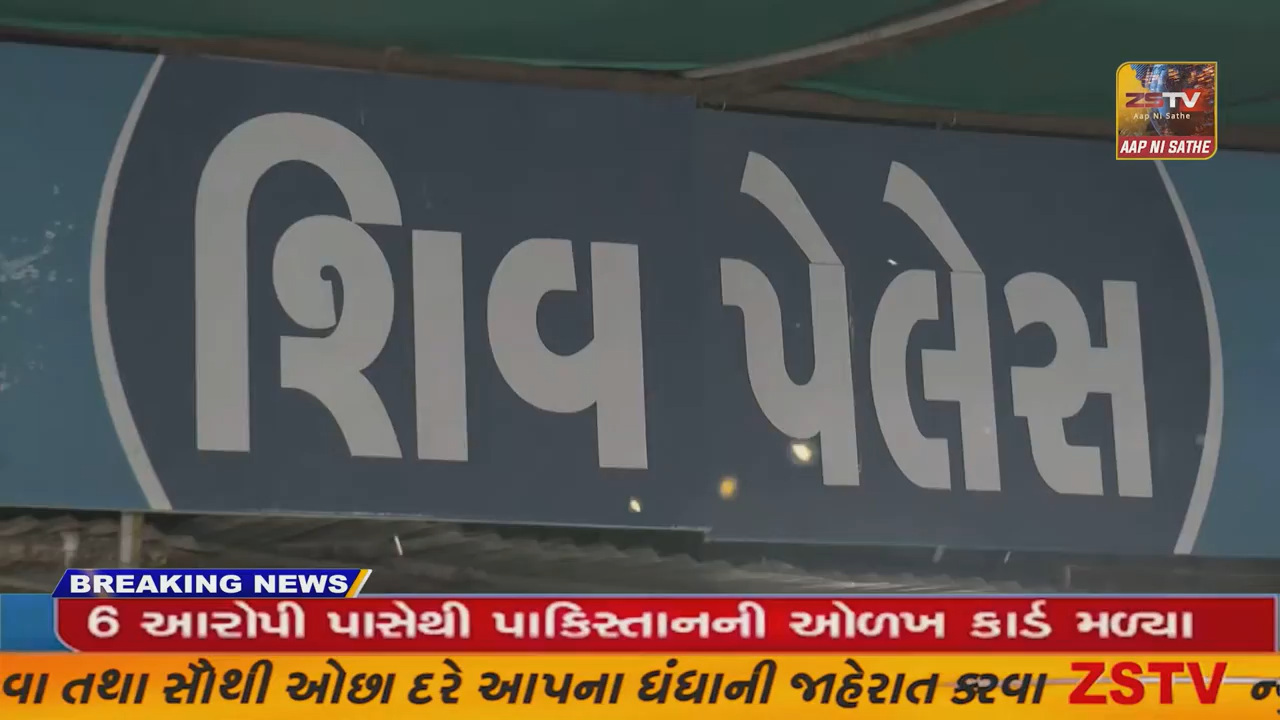 ZSTV
Aap Ni Sathe
AAP NI SATHE
શિવ પેલેસ
BREAKING NEWS
6 આરોપી પાસેથી પાકિસ્તાનની ઓળખ કાર્ડ મળ્યા
વા તથા સૌથી ઓછા દરે આપના ધંધાની જાહેરાત કરવા ZSTV